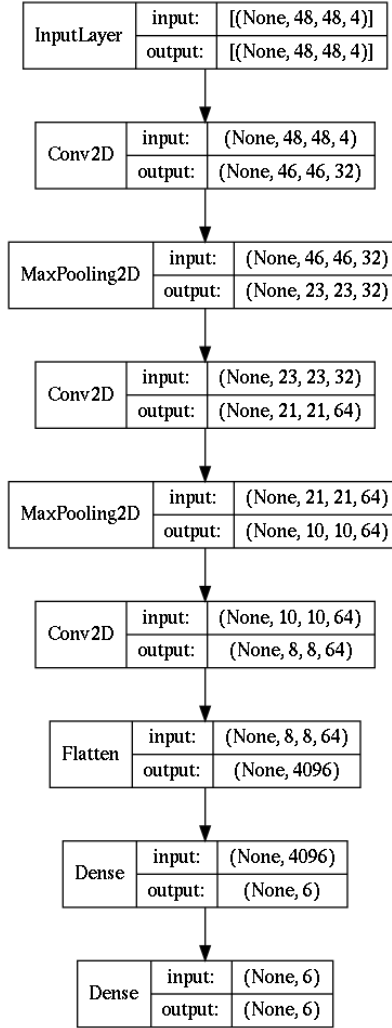 InputLayer
input: [(None, 48, 48, 4)]
output: [(None, 48, 48, 4)]
Conv2D
input: (None, 48, 48, 4)
output: (None, 46, 46, 32)
MaxPooling2D
input: (None, 46, 46, 32)
output: (None, 23, 23, 32)
Conv2D
input: (None, 23, 23, 32)
output: (None, 21, 21, 64)
MaxPooling2D
input: (None, 21, 21, 64)
output: (None, 10, 10, 64)
Conv2D
input: (None, 10, 10, 64)
output: (None, 8, 8, 64)
Flatten
input: (None, 8, 8, 64)
output: (None, 4096)
Dense
input: (None, 4096)
output: (None, 6)
Dense
input: (None, 6)
output: (None, 6)